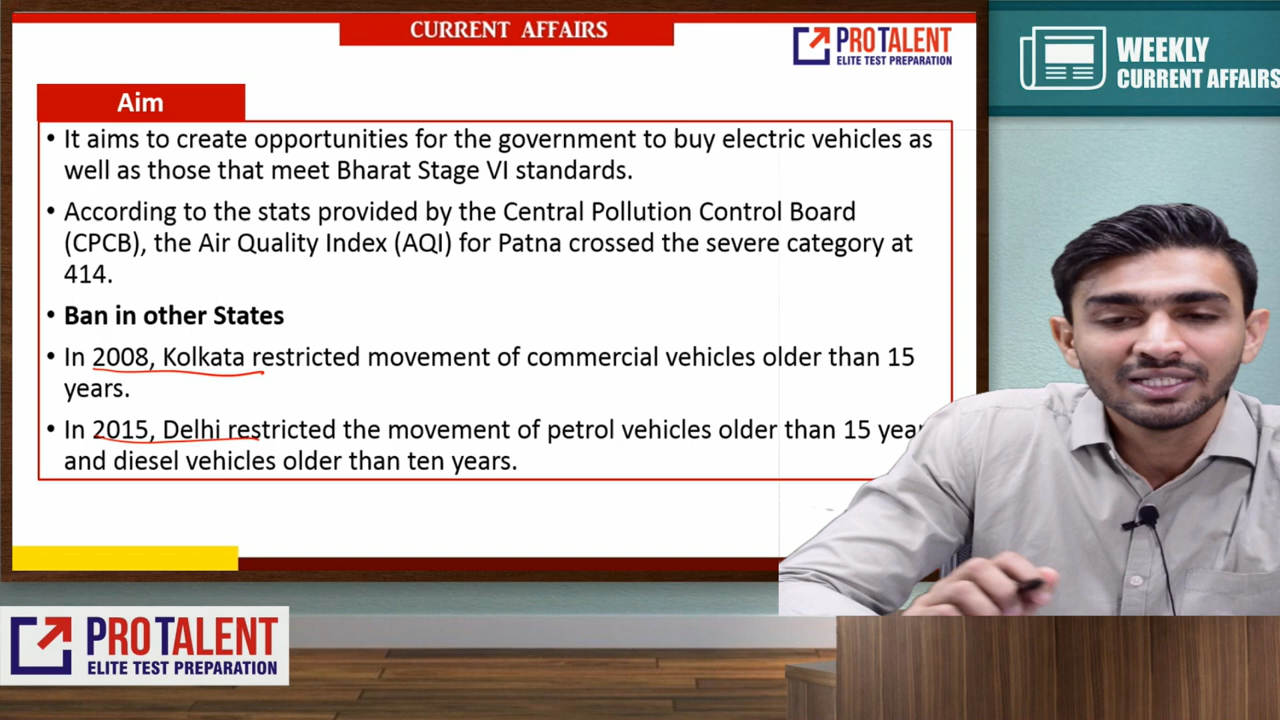 CURRENT AFFAIRS
PROTALENT
ELITE TEST PREPARATION
WEEKLY
CURRENT AFFAIRS
Aim
• It aims to create opportunities for the government to buy electric vehicles as
well as those that meet Bharat Stage VI standards.
• According to the stats provided by the Central Pollution Control Board
(CPCB), the Air Quality Index (AQI) for Patna crossed the severe category at
414.
• Ban in other States
• In 2008, Kolkata restricted movement of commercial vehicles older than 15
years.
• In 2015, Delhi restricted the movement of petrol vehicles older than 15
and diesel vehicles older than ten years.
PROTALENT
ELITE TEST PREPARATION